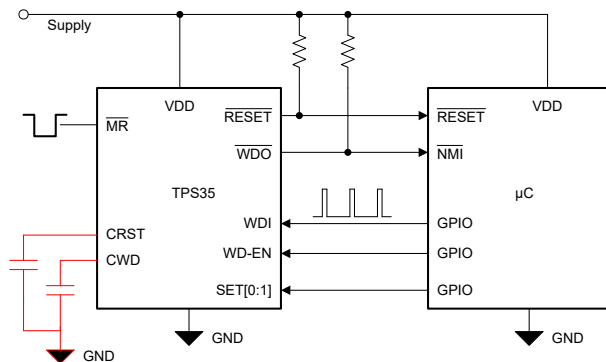 Supply
VDD
VDD
RESET
RESET
MR
WDO
NMI
TPS35
µC
WDI
GPIO
CRST
WD-EN
GPIO
CWD
SET[0:1]
GPIO
GND
GND
GND